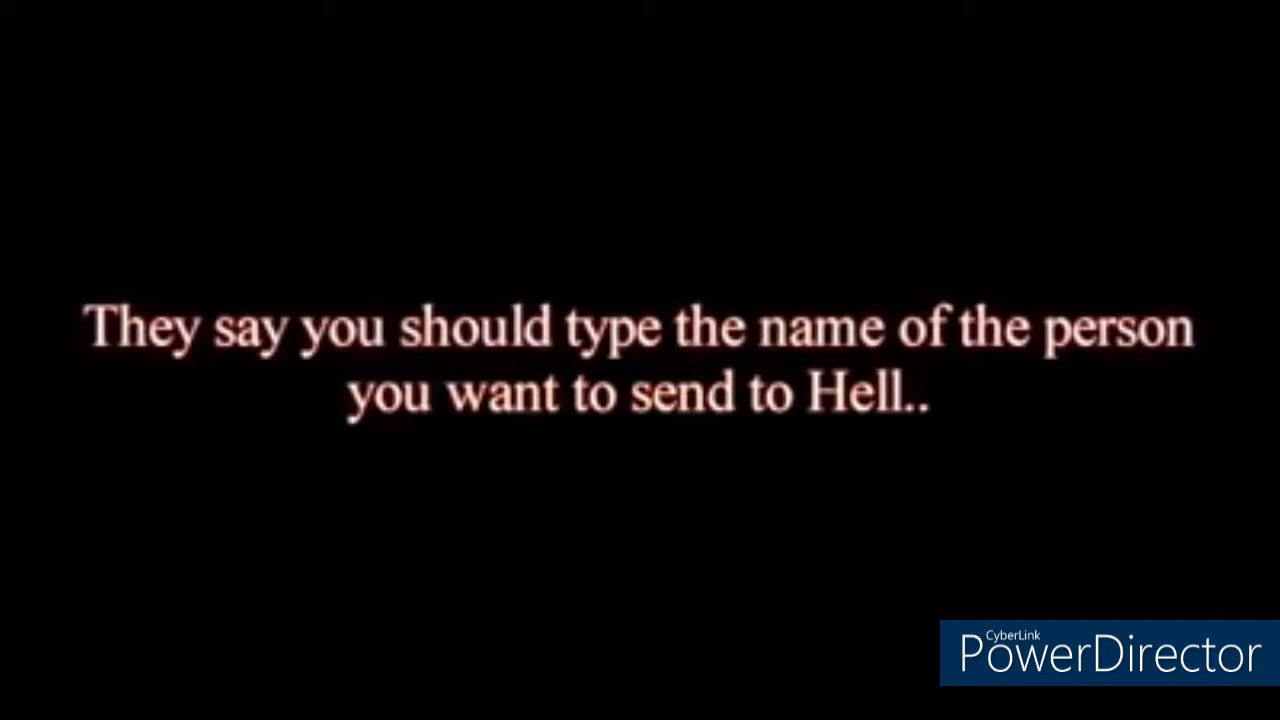 They say you should type the name of the person
you want to send to Hell..
CyberLink
PowerDirector